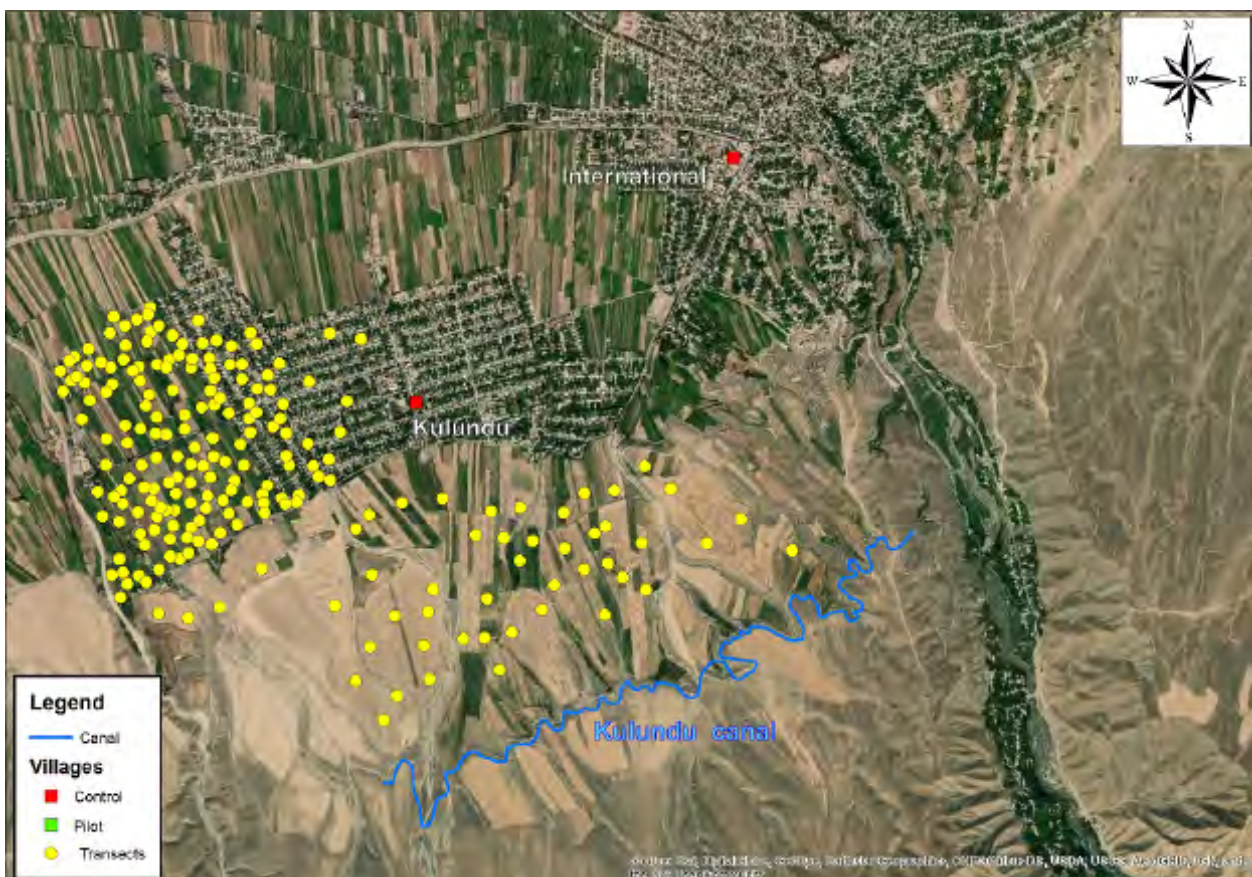 N
W E
S
International
Kulundu
Kulundu canal
Legend
Canal
Villages
Control
Pilot
Transects